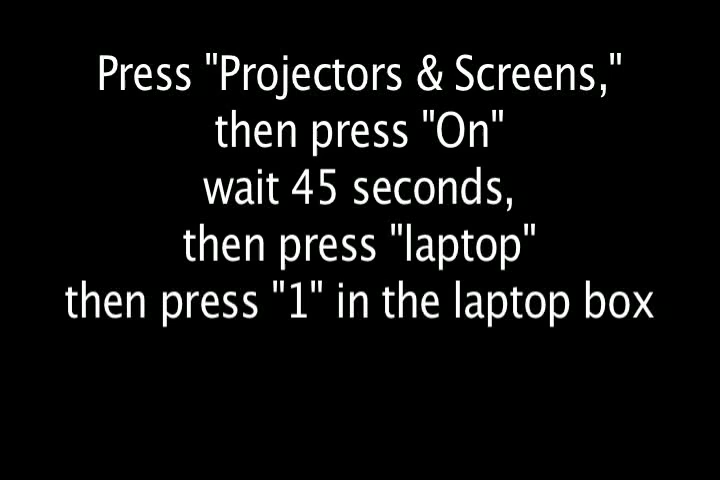 Press "Projectors & Screens,"
then press "On"
wait 45 seconds,
then press "laptop"
then press "1" in the laptop box